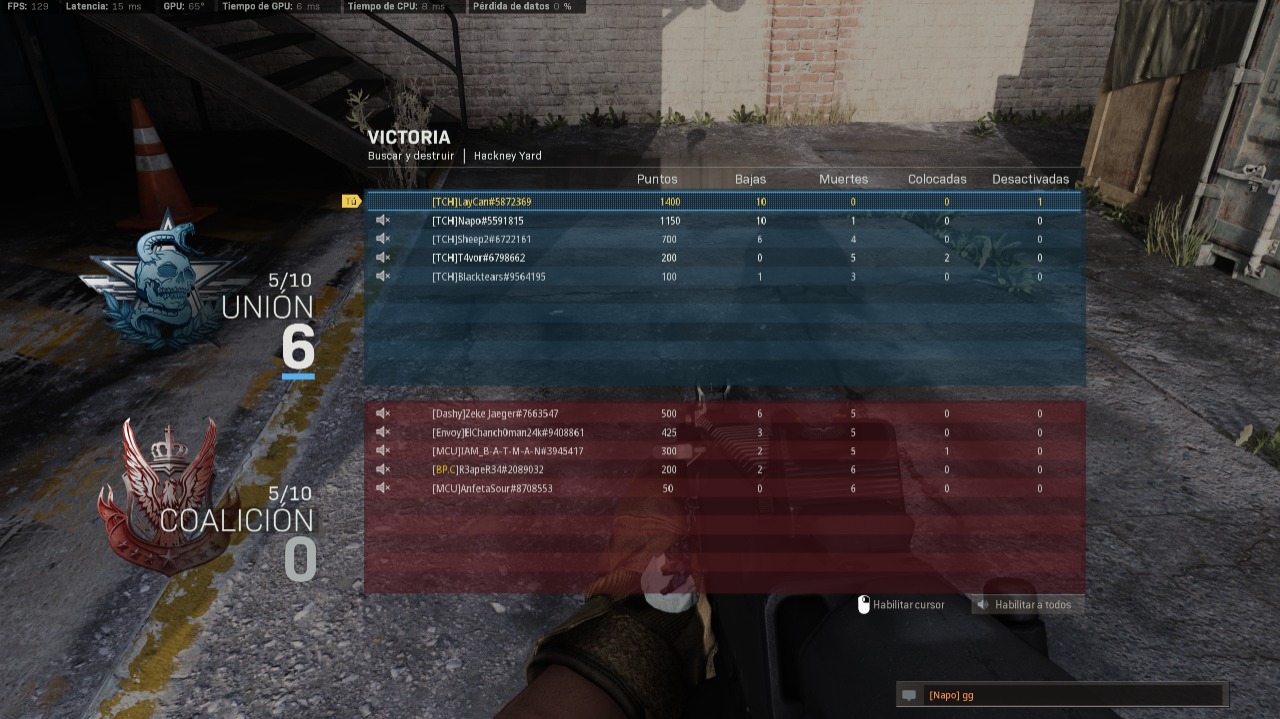 FPS: 129 Latencia: 15 ms GPU: 65° Tiempo de GPU: 6 ms Tiempo de CPU: 8 ms Pérdida de datos 0 %
VICTORIA
Buscar y destruir | Hackney Yard
Puntos Bajas Muertes Colocadas Desactivadas
TÚ [TCH]LayCan#5872369 1400 10 0 0 1
[TCH]Napo#5591815 1150 10 1 0 0
[TCH]Sheep2#6722161 700 6 4 0 0
[TCH]T4vor#6798662 200 0 5 2 0
[TCH]Blacktears#9564195 100 1 3 0 0
5/10
UNIÓN
6
[Dashy]Zeke Jaeger#7663547 500 6 5 0 0
[Envoy]ElChanch0man24k#9408861 425 3 5 0 0
[MCU]IAM_B-A-T-M-A-N#3945417 300 2 5 1 0
[BP.C]R3apeR34#2089032 200 2 6 0 0
[MCU]AnfetaSour#8708553 50 0 6 0 0
5/10
COALICIÓN
0
Habilitar cursor Habilitar a todos
[Napo] gg